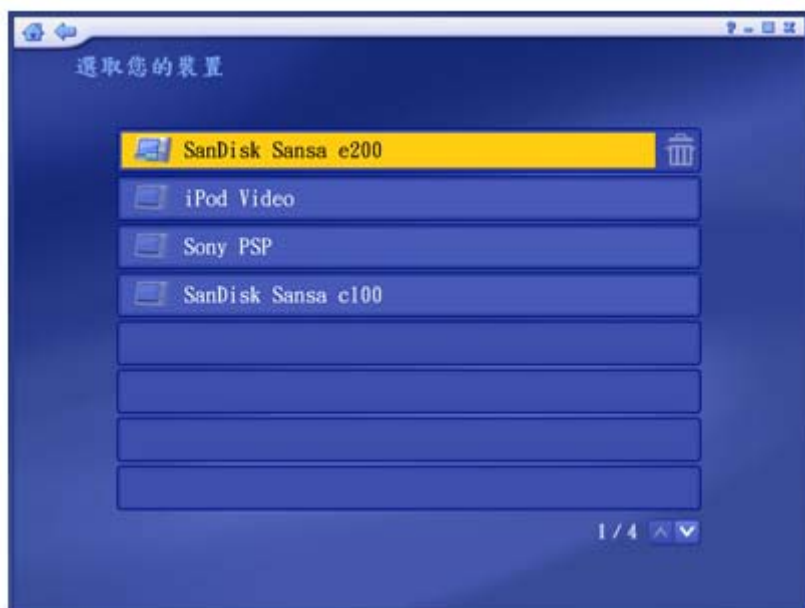 選取您的裝置
SanDisk Sansa e200
iPod Video
Sony PSP
SanDisk Sansa c100
1/4